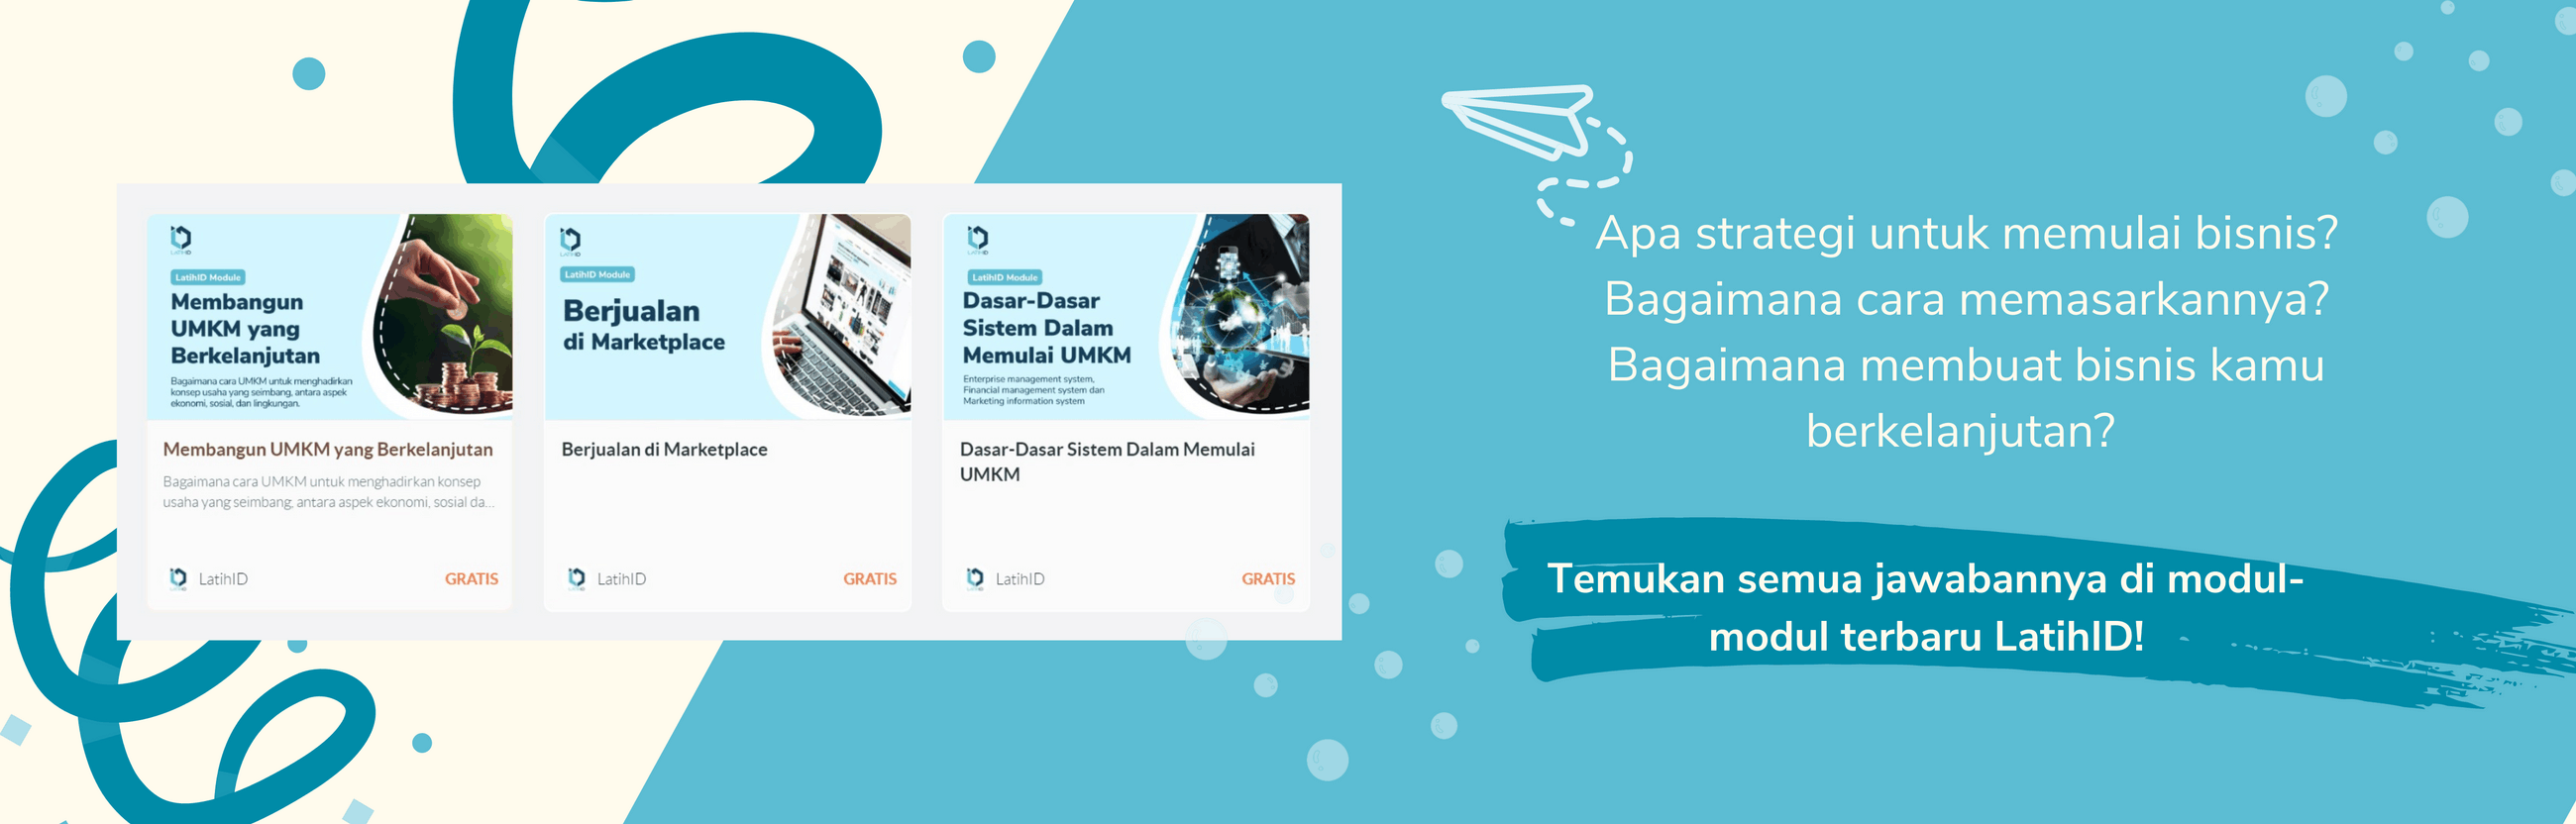 LatihID Module
Membangun
UMKM yang
Berkelanjutan
Bagaimana cara UMKM untuk menghadirkan
konsep usaha yang seimbang, antara aspek
ekonomi, sosial, dan lingkungan.
Membangun UMKM yang Berkelanjutan
Bagaimana cara UMKM untuk menghadirkan konsep
usaha yang seimbang, antara aspek ekonomi, sosial da...
LatihID
GRATIS
LatihID Module
Berjualan
di Marketplace
Berjualan di Marketplace
LatihID
GRATIS
LatihID Module
Dasar-Dasar
Sistem Dalam
Memulai UMKM
Enterprise management system,
Financial management system dan
Marketing information system
Dasar-Dasar Sistem Dalam Memulai
UMKM
LatihID
GRATIS
Apa strategi untuk memulai bisnis?
Bagaimana cara memasarkannya?
Bagaimana membuat bisnis kamu
berkelanjutan?
Temukan semua jawabannya di modul-
modul terbaru LatihID!